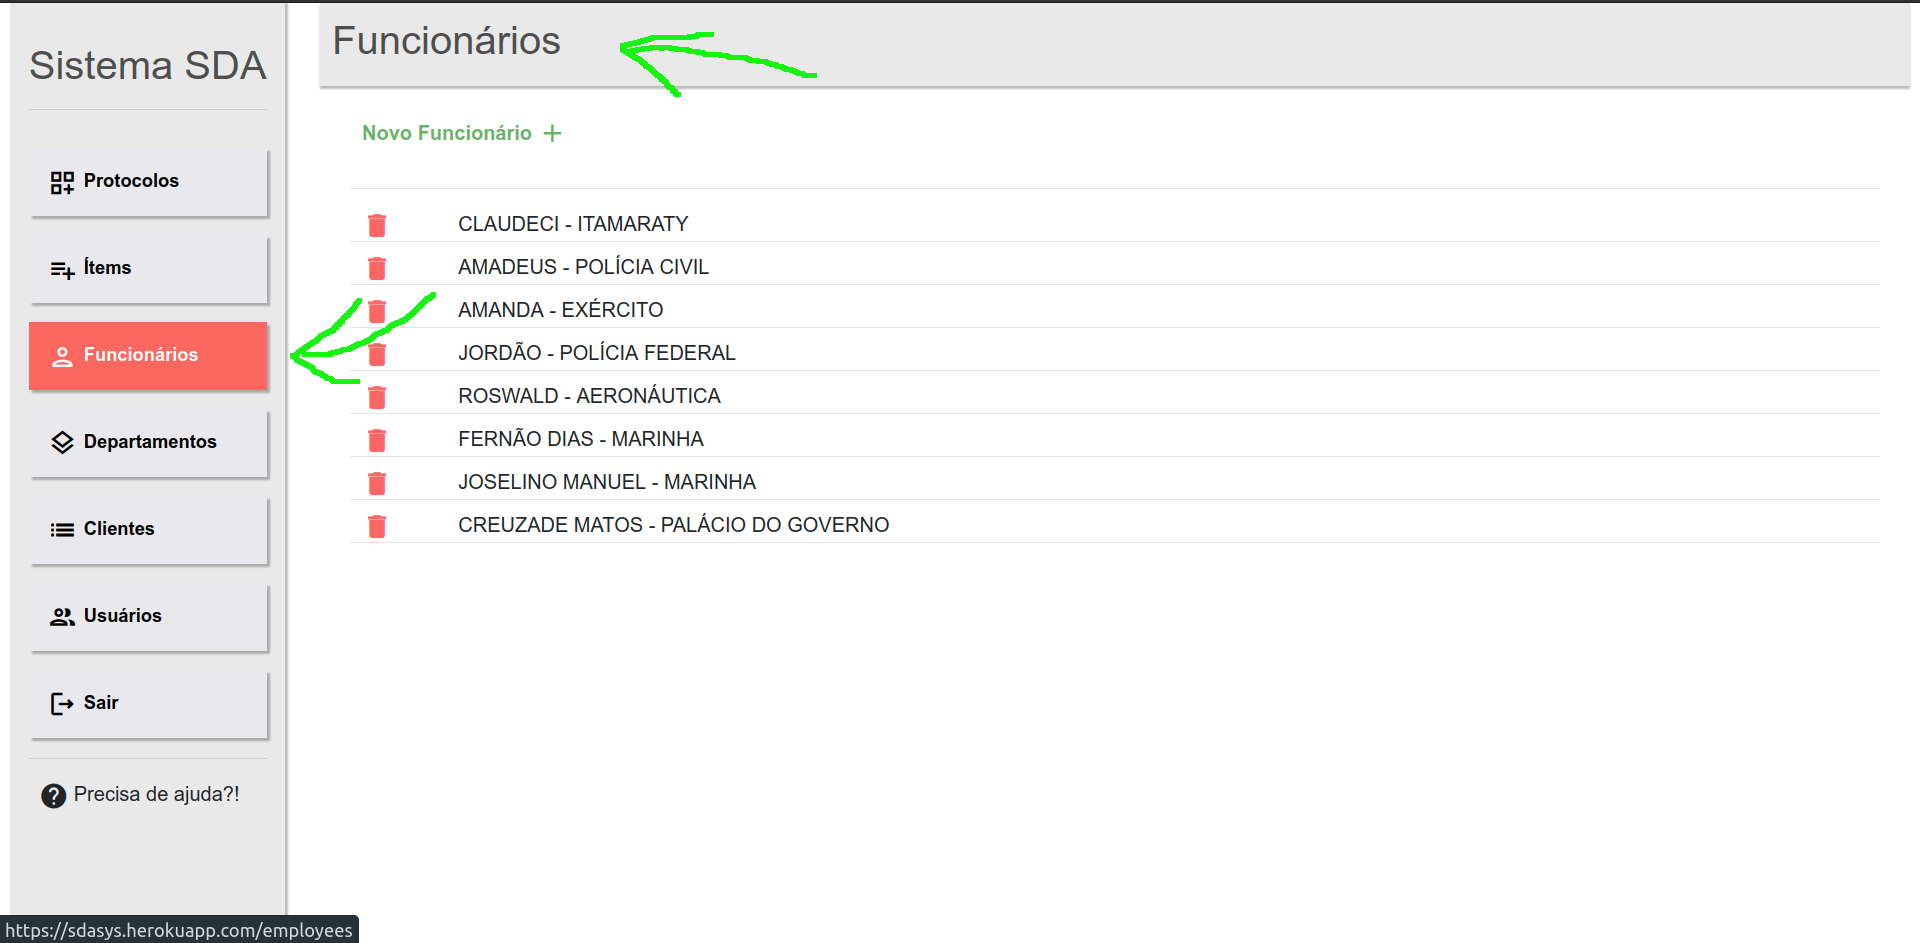 Sistema SDA
Protocolos
Ítems
Funcionários
Departamentos
Clientes
Usuários
Sair
Precisa de ajuda?!
Funcionários
Novo Funcionário +
CLAUDECI - ITAMARATY
AMADEUS - POLÍCIA CIVIL
AMANDA - EXÉRCITO
JORDÃO - POLÍCIA FEDERAL
ROSWALD - AERONÁUTICA
FERNÃO DIAS - MARINHA
JOSELINO MANUEL - MARINHA
CREUZADE MATOS - PALÁCIO DO GOVERNO
https://sdasys.herokuapp.com/employees